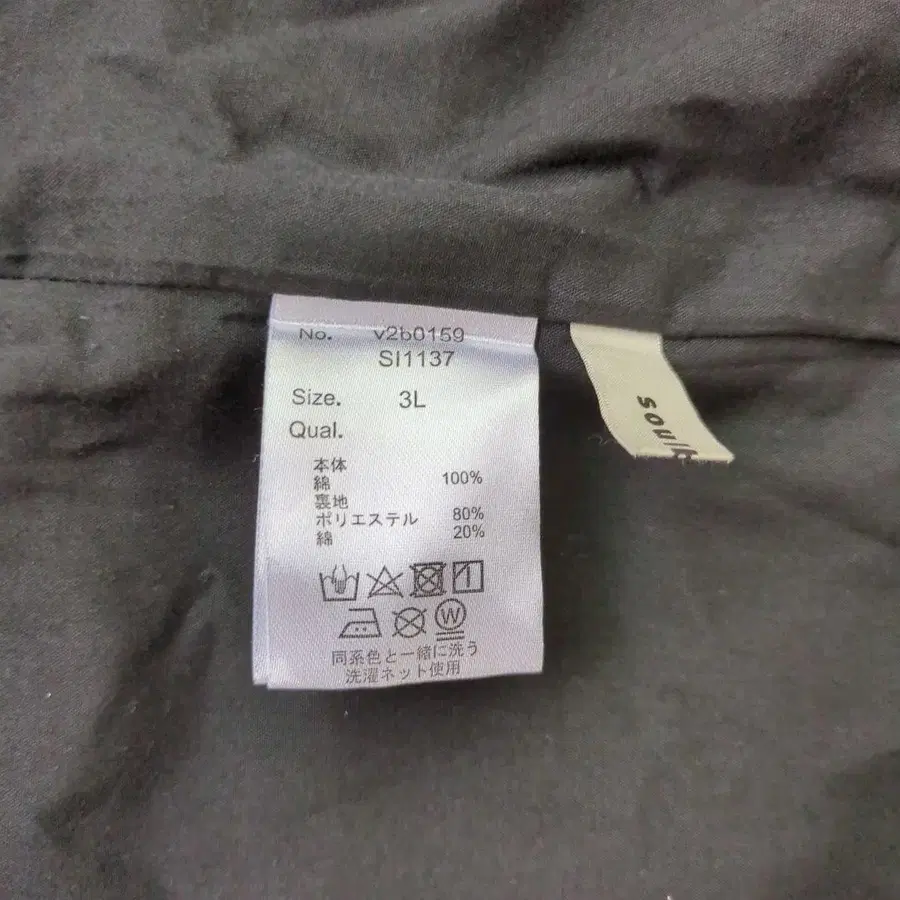 No. v2b0159
SI1137
Size. 3L
Qual.
本体
綿 100%
裏地
ポリエステル 80%
綿 20%
W
同系色と一緒に洗う
洗濯ネット使用